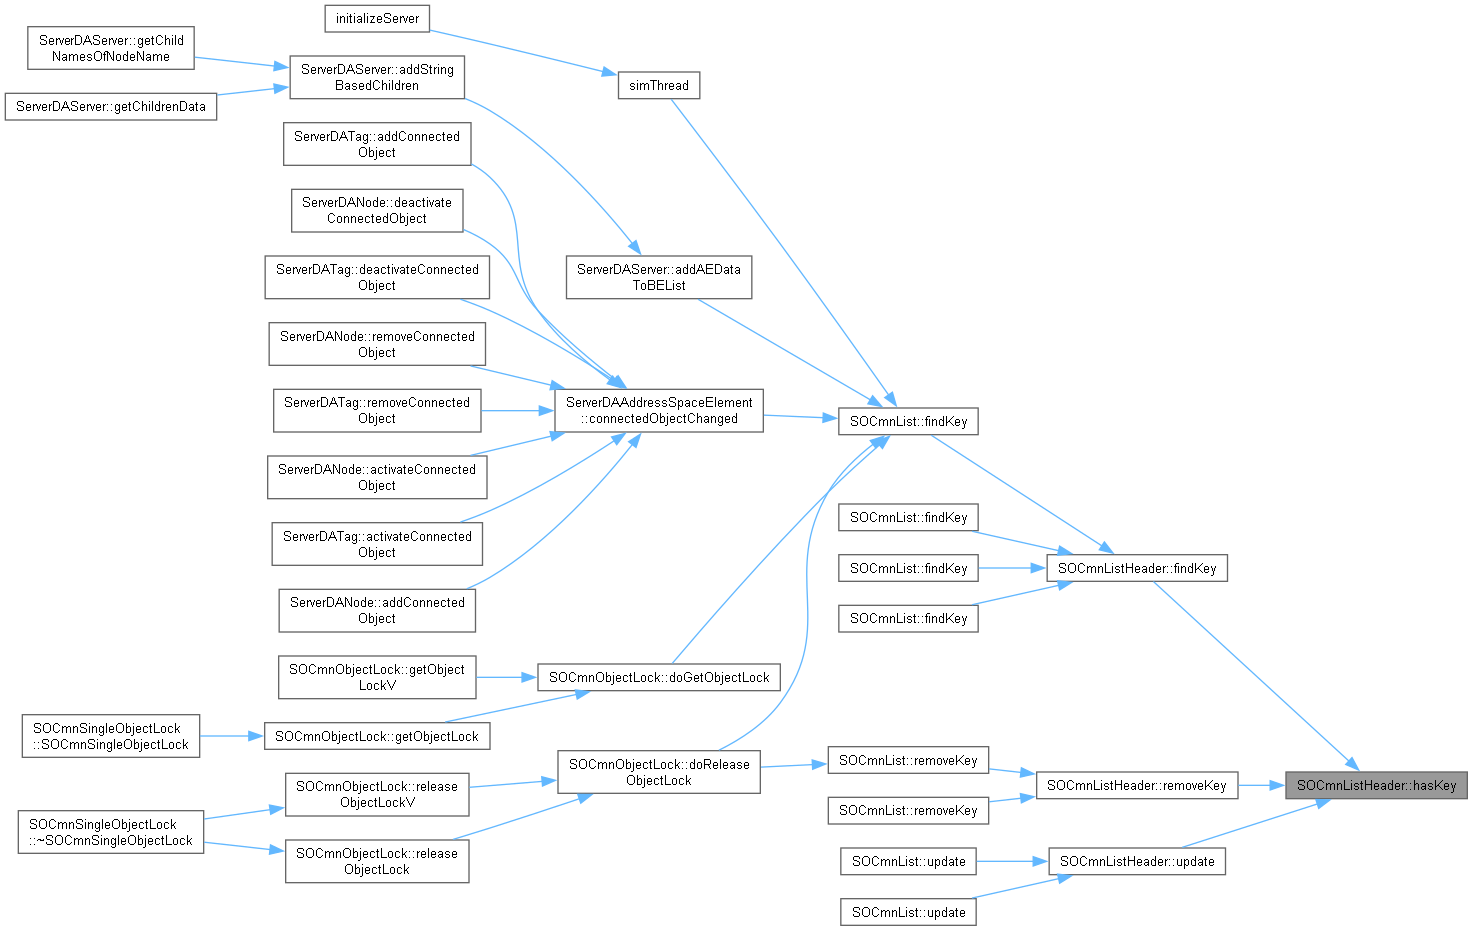 initializeServer
ServerDAServer::getChild
NamesOfNodeName
ServerDAServer::addString
BasedChildren
simThread
ServerDAServer::getChildrenData
ServerDATag::addConnected
Object
ServerDANode::deactivate
ConnectedObject
ServerDATag::deactivateConnected
Object
ServerDAServer::addAEData
ToBEList
ServerDANode::removeConnected
Object
ServerDATag::removeConnected
Object
ServerDAAddressSpaceElement
::connectedObjectChanged
SOCmnList::findKey
ServerDANode::activateConnected
Object
ServerDATag::activateConnected
Object
SOCmnList::findKey
SOCmnList::findKey
SOCmnListHeader::findKey
SOCmnList::findKey
ServerDANode::addConnected
Object
SOCmnObjectLock::getObject
LockV
SOCmnObjectLock::doGetObjectLock
SOCmnSingleObjectLock
::SOCmnSingleObjectLock
SOCmnObjectLock::getObjectLock
SOCmnObjectLock::doRelease
ObjectLock
SOCmnList::removeKey
SOCmnObjectLock::release
ObjectLockV
SOCmnListHeader::removeKey
SOCmnListHeader::hasKey
SOCmnList::removeKey
SOCmnSingleObjectLock
::~SOCmnSingleObjectLock
SOCmnObjectLock::release
ObjectLock
SOCmnList::update
SOCmnListHeader::update
SOCmnList::update